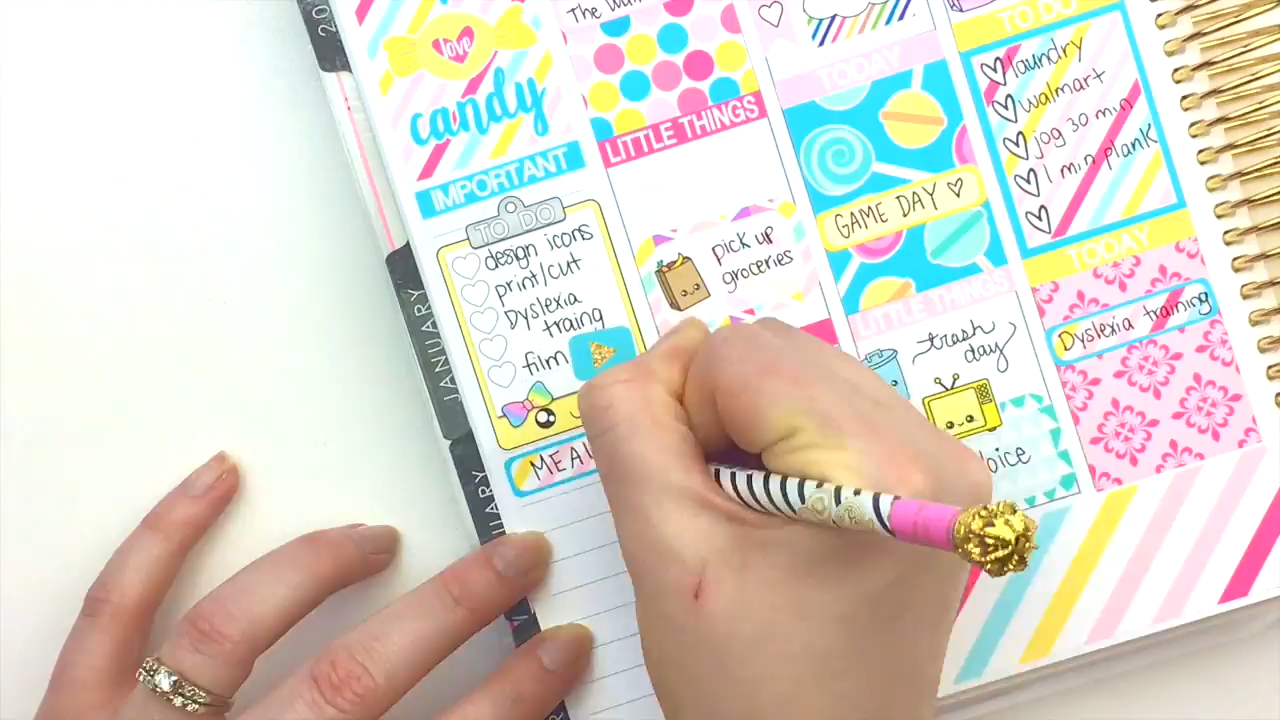 love
candy
IMPORTANT
TO DO
design icons
print/cut
Dyslexia
traing
film
LITTLE THINGS
pick up
groceries
TODAY
GAME DAY
LITTLE THINGS
trash
day
TO DO
laundry
walmart
jog 30 min
1 min plank
TODAY
Dyslexia training
JANUARY